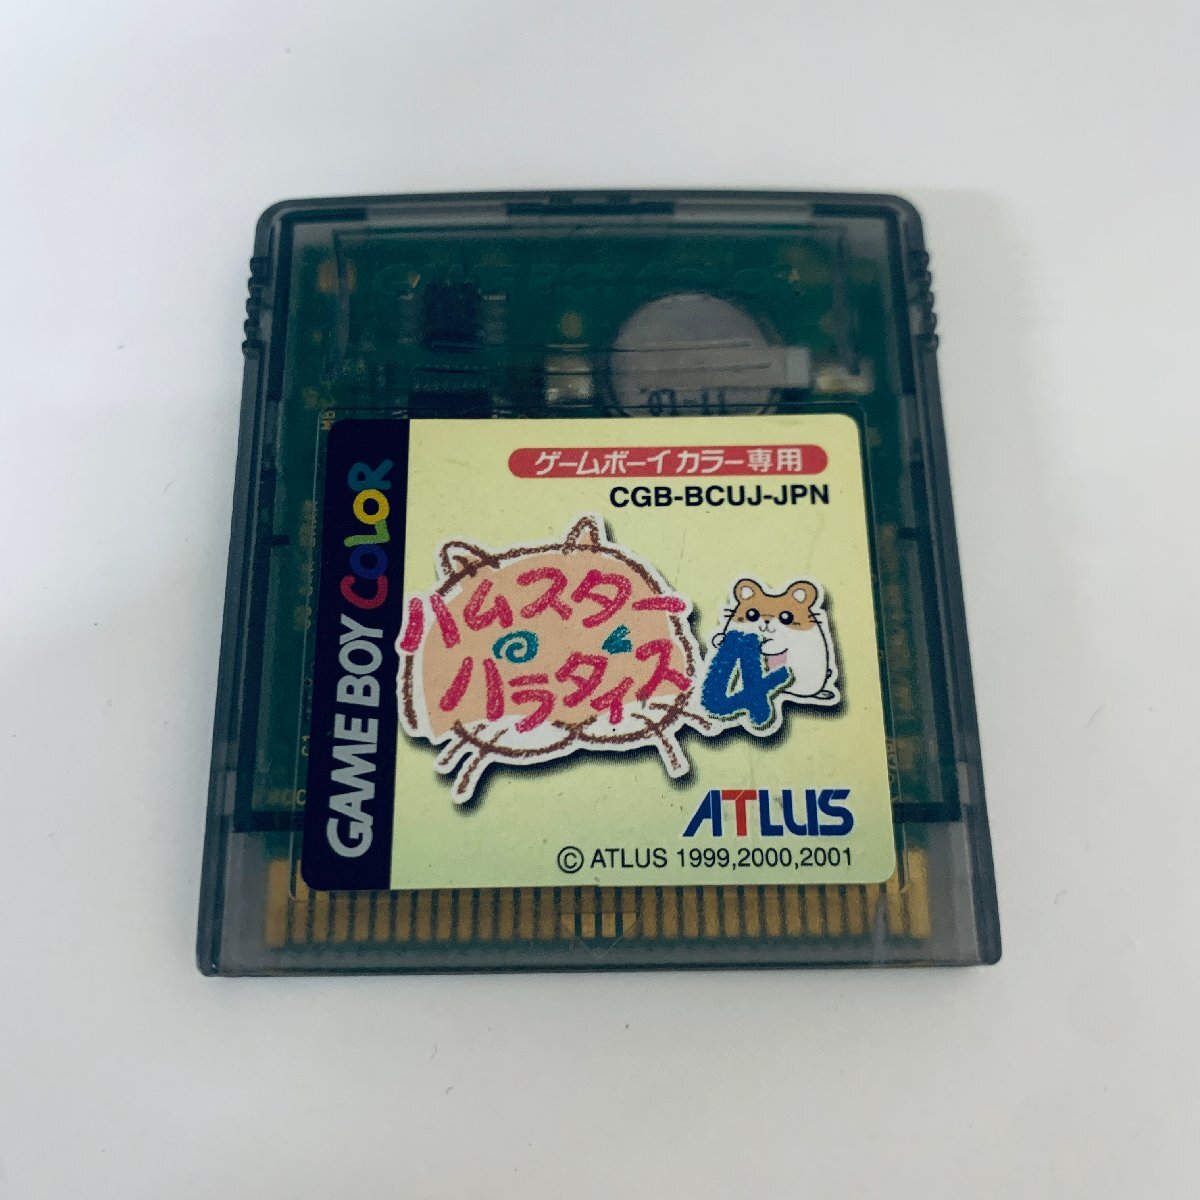 ゲームボーイカラー専用
CGB-BCUJ-JPN
GAME BOY COLOR
ハムスター
パラダイス
4
ATLUS
© ATLUS 1999,2000,2001